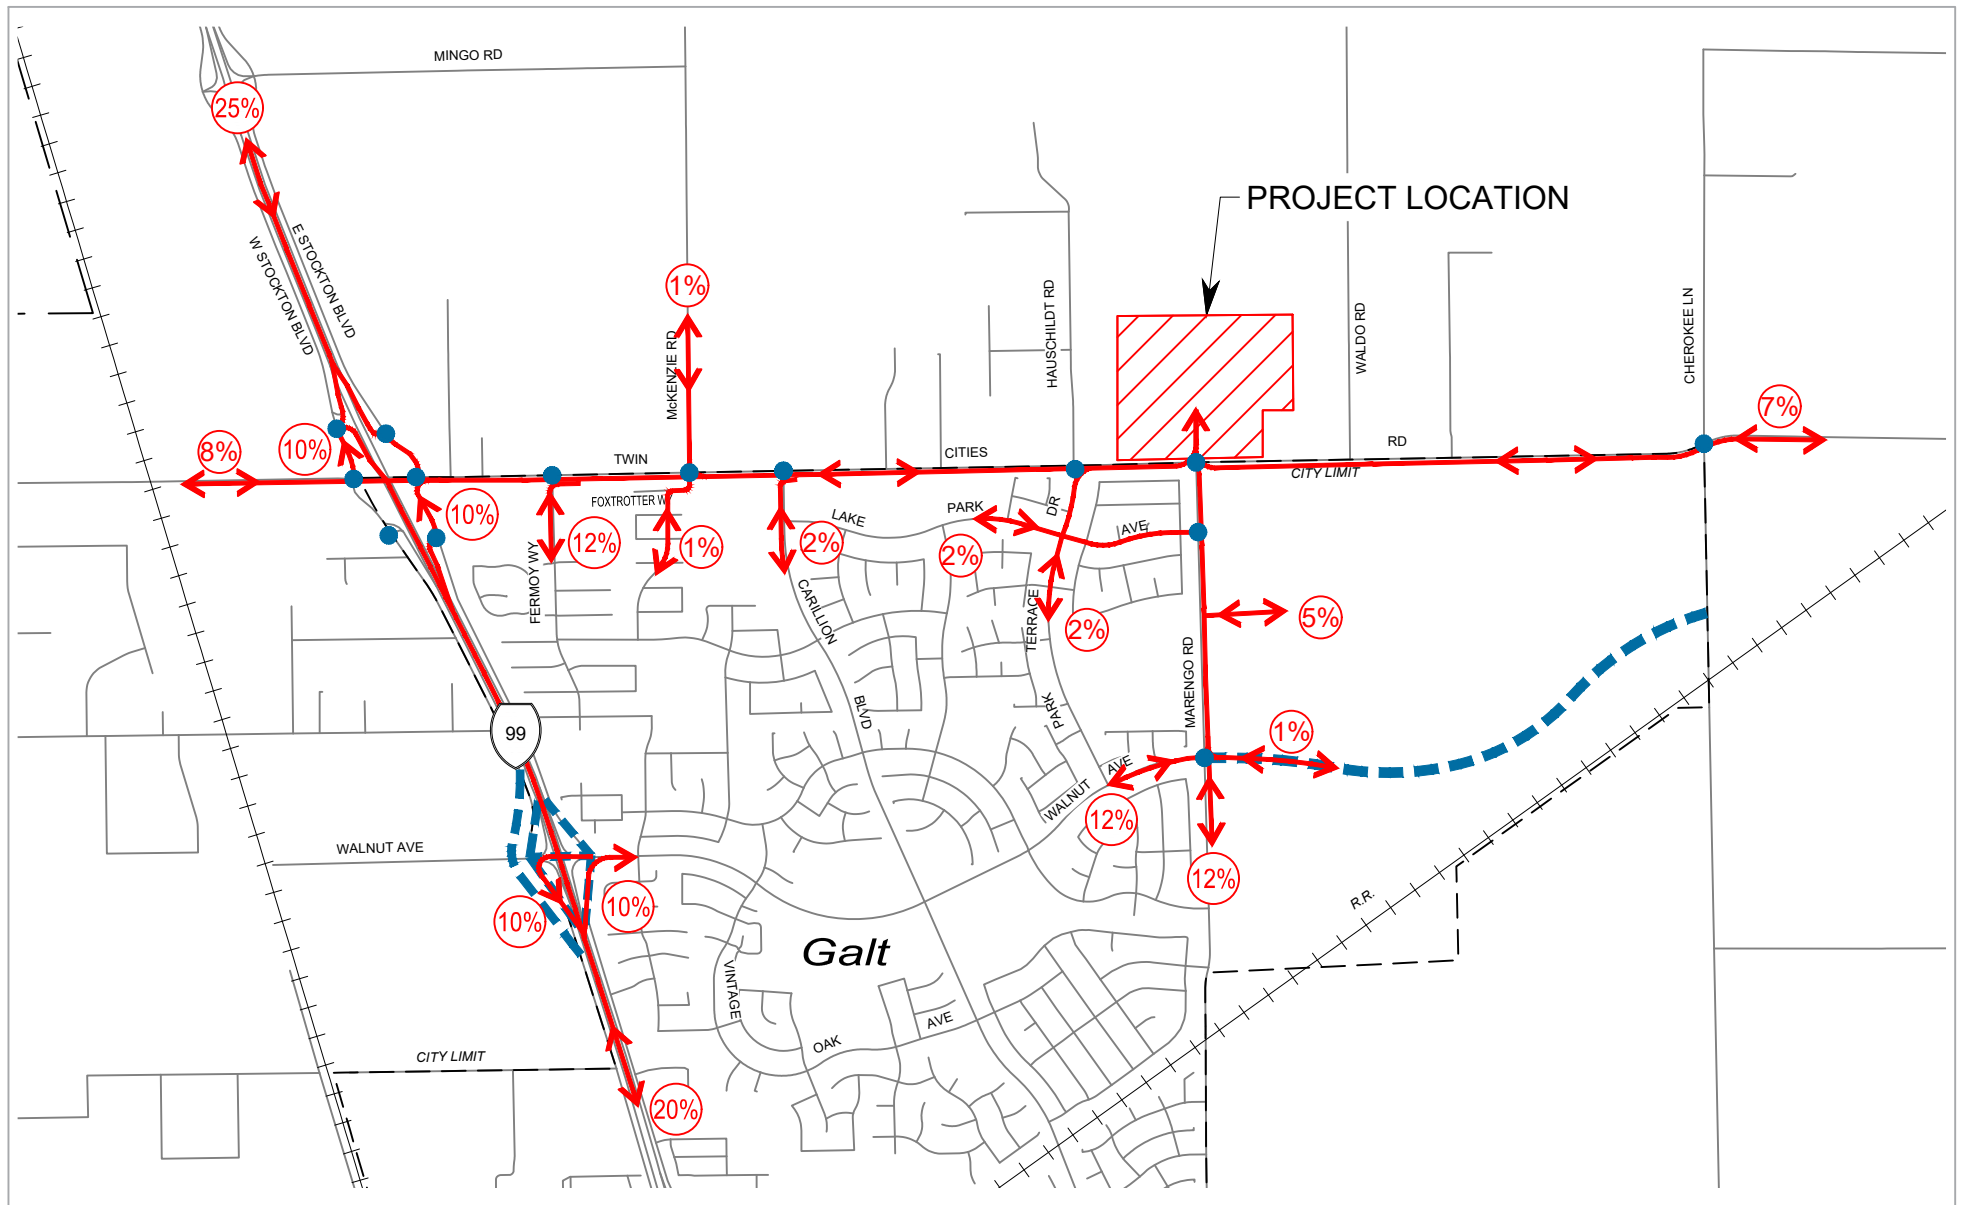 MINGO RD
25%
PROJECT LOCATION
E STOCKTON BLVD
W STOCKTON BLVD
1%
McKENZIE RD
HAUSCHILDT RD
WALDO RD
CHEROKEE LN
7%
8%
10%
TWIN
CITIES
RD
CITY LIMIT
FOXTROTTER W
10%
12%
1%
2%
LAKE
PARK
DR
AVE
2%
FERMOY WY
CARILLION
TERRACE
2%
5%
MARENGO RD
BLVD
PARK
99
1%
AVE
WALNUT
12%
WALNUT AVE
12%
10%
10%
R.R.
Galt
VINTAGE
OAK
AVE
CITY LIMIT
20%